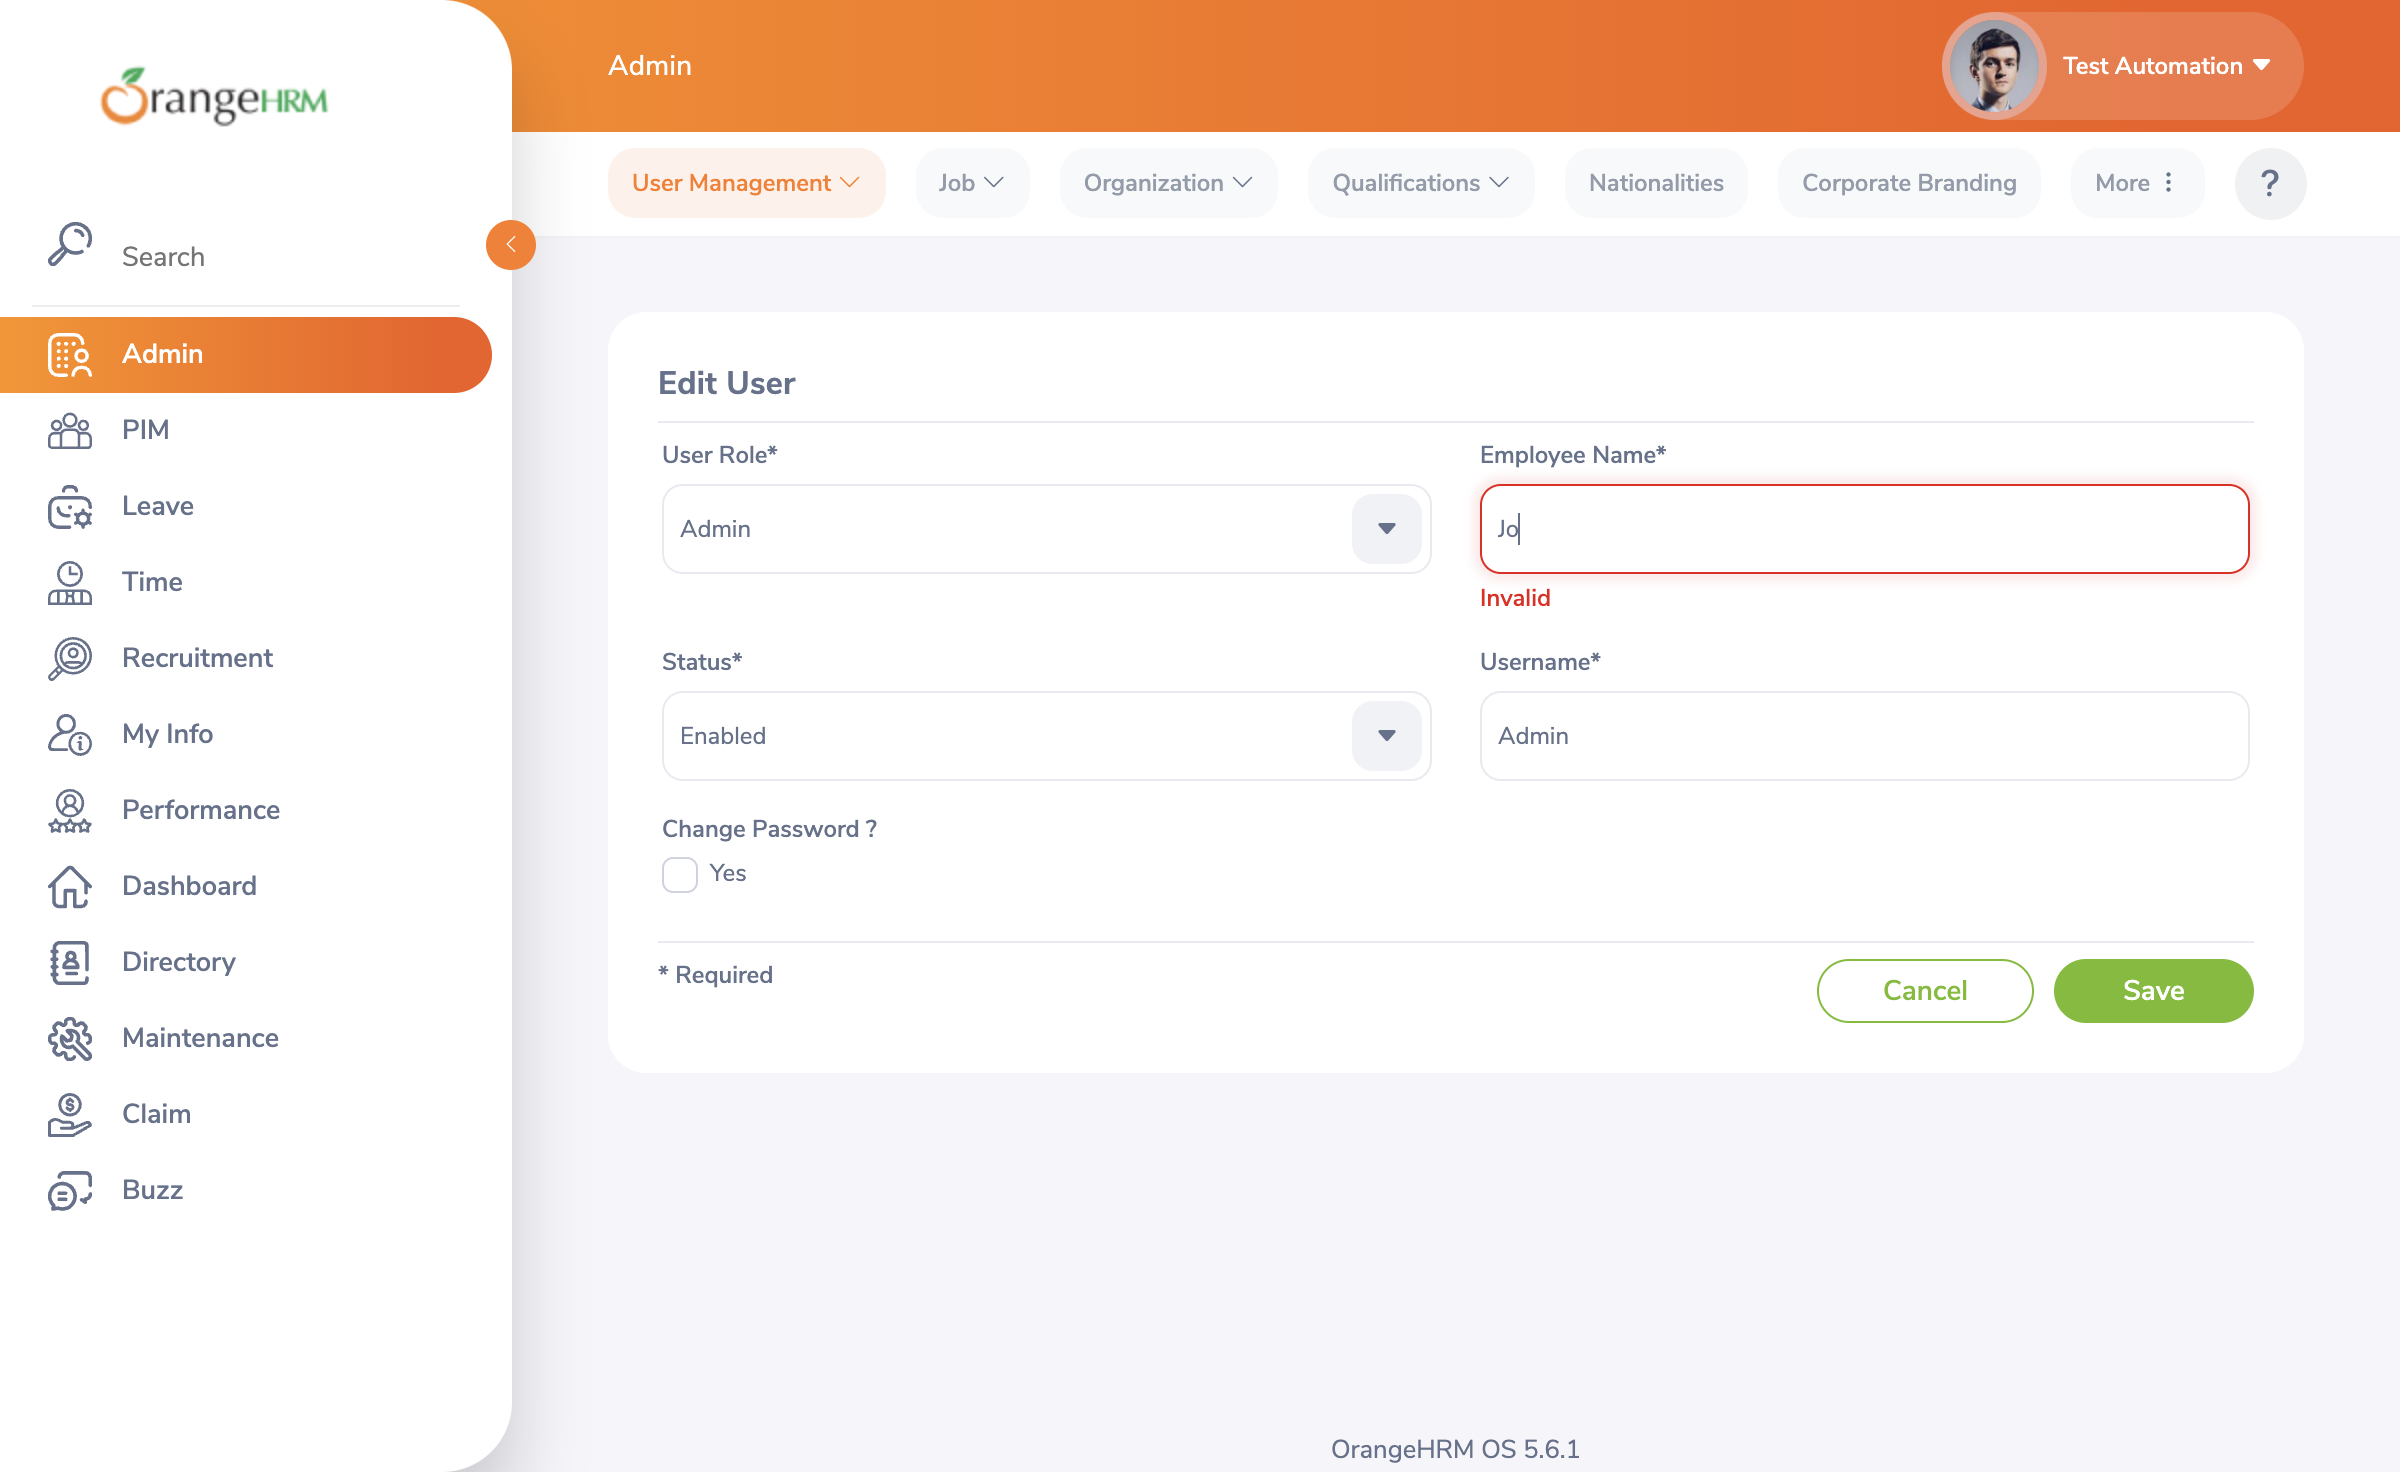 OrangeHRM
Search
Admin
PIM
Leave
Time
Recruitment
My Info
Performance
Dashboard
Directory
Maintenance
Claim
Buzz
Admin
Test Automation
User Management
Job
Organization
Qualifications
Nationalities
Corporate Branding
More
?
Edit User
User Role*
Admin
Employee Name*
Jo
Invalid
Status*
Enabled
Username*
Admin
Change Password ?
Yes
* Required
Cancel
Save
OrangeHRM OS 5.6.1